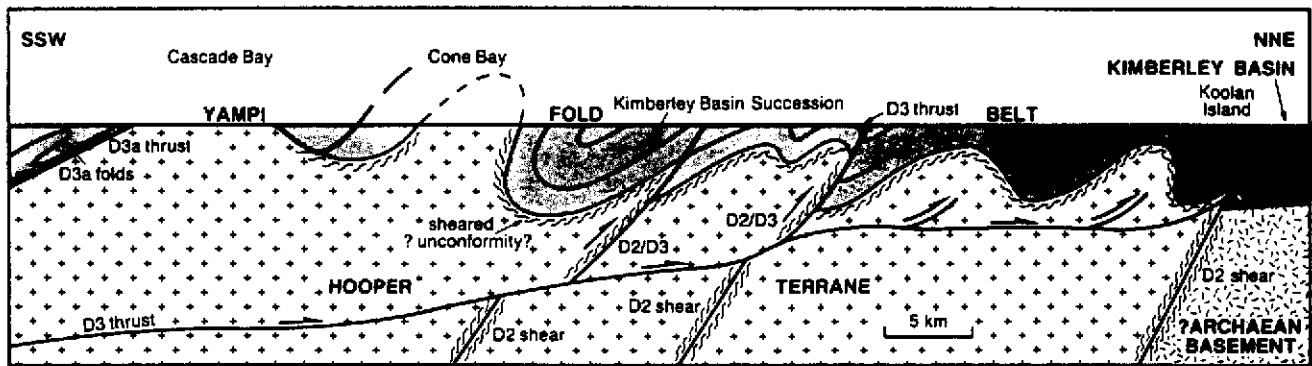 SSW
NNE
KIMBERLEY BASIN
Cascade Bay
Cone Bay
Koolan
Island
YAMPI
FOLD
Kimberley Basin Succession
D3 thrust
BELT
D3a thrust
D3a folds
sheared
? unconformity?
D2/D3
D2/D3
HOOPER
TERRANE
D2 shear
D2 shear
D2 shear
D3 thrust
5 km
?ARCHAEAN
BASEMENT